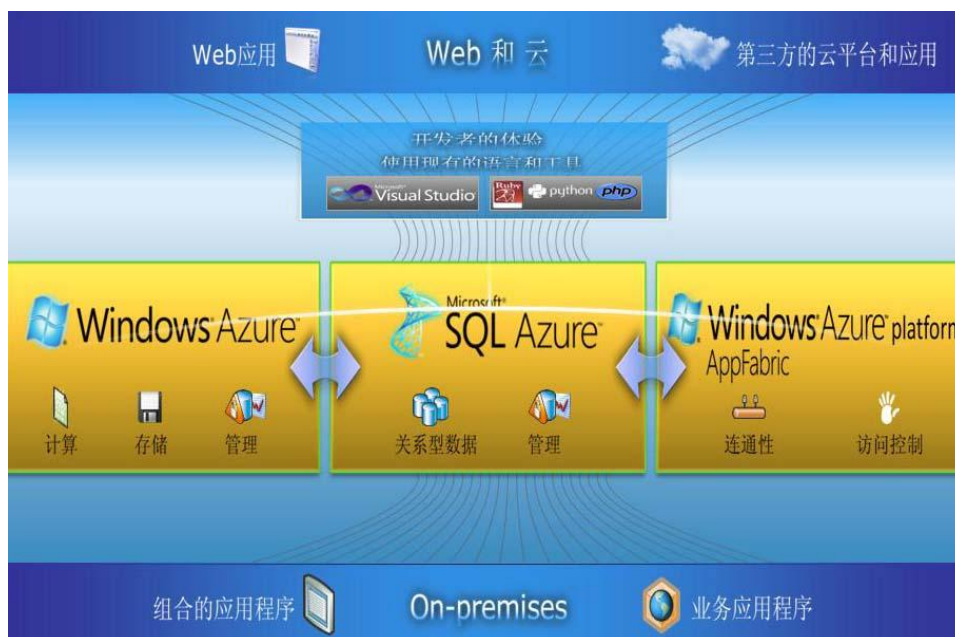 Web应用
Web 和 云
第三方的云平台和应用
开发者的体验
使用现有的语言和工具
Microsoft®
Visual Studio
Ruby
python
php
Windows Azure™
Microsoft®
SQL Azure™
Windows Azure™ platform
AppFabric
计算
存储
管理
关系型数据
管理
连通性
访问控制
组合的应用程序
On-premises
业务应用程序